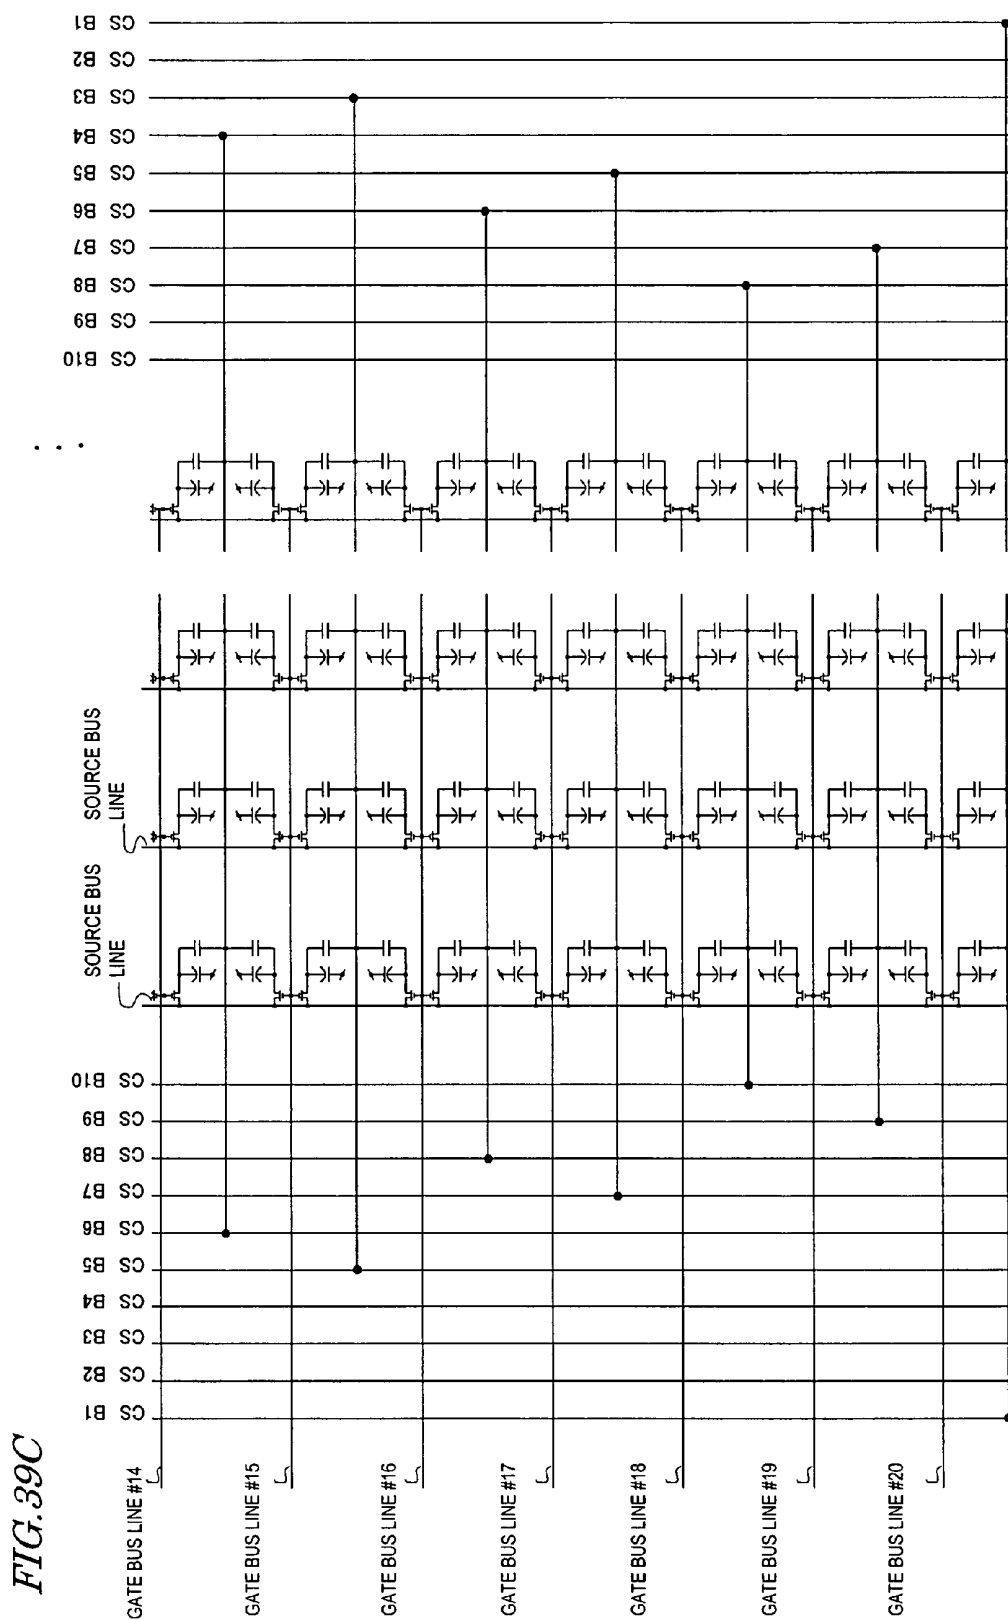 FIG.39C
CS B1
CS B2
CS B3
CS B4
CS B5
CS B6
CS B7
CS B8
CS B9
CS B10
. . .
SOURCE BUS
LINE
SOURCE BUS
LINE
CS B10
CS B9
CS B8
CS B7
CS B6
CS B5
CS B4
CS B3
CS B2
CS B1
GATE BUS LINE #14
GATE BUS LINE #15
GATE BUS LINE #16
GATE BUS LINE #17
GATE BUS LINE #18
GATE BUS LINE #19
GATE BUS LINE #20